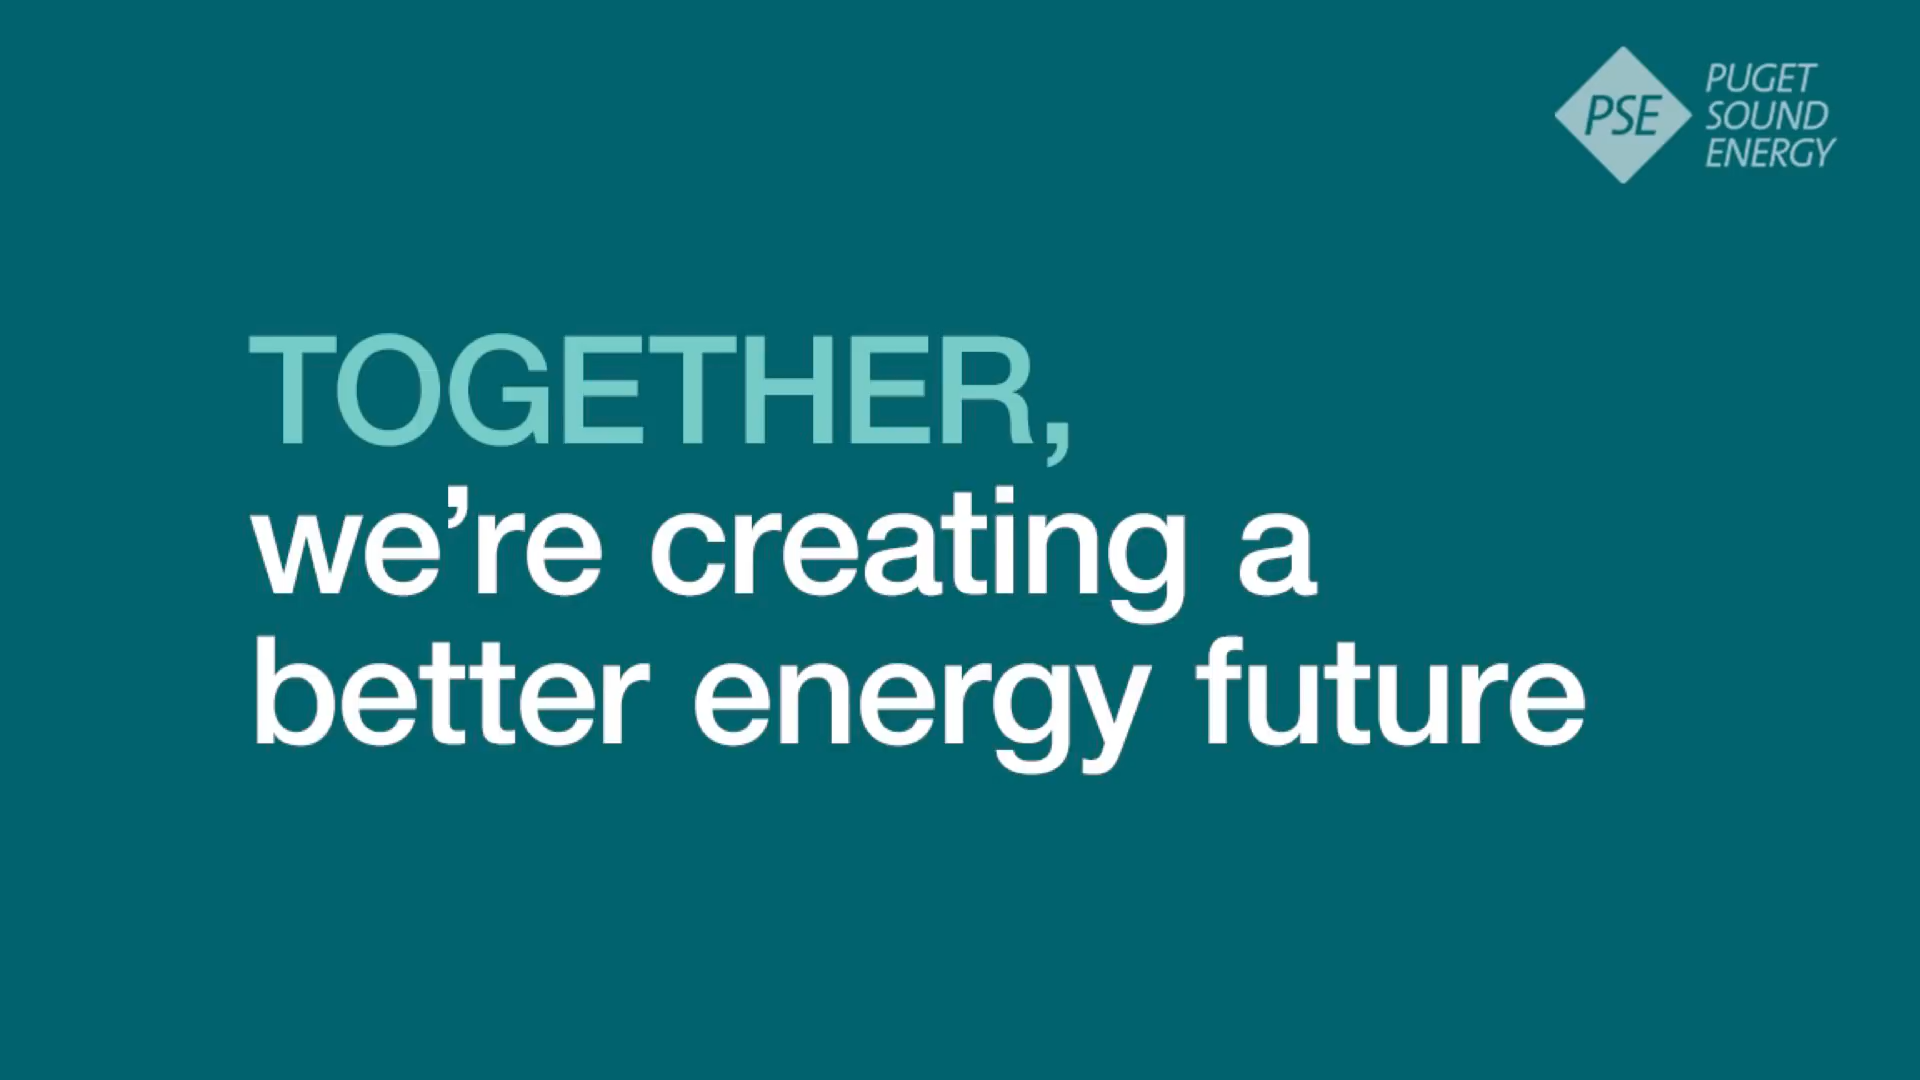 PSE
PUGET
SOUND
ENERGY
TOGETHER,
we’re creating a
better energy future